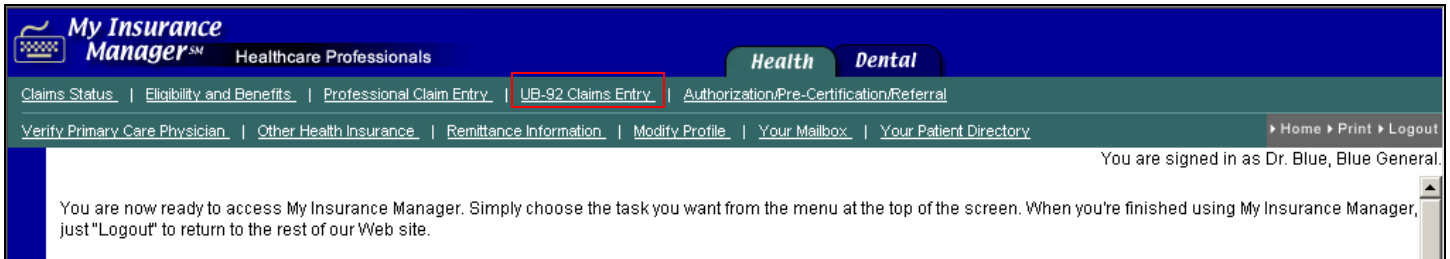 My Insurance
Manager℠ Healthcare Professionals
Health Dental
Claims Status | Eligibility and Benefits | Professional Claim Entry | UB-92 Claims Entry | Authorization/Pre-Certification/Referral
Verify Primary Care Physician | Other Health Insurance | Remittance Information | Modify Profile | Your Mailbox | Your Patient Directory Home Print Logout
You are signed in as Dr. Blue, Blue General.
You are now ready to access My Insurance Manager. Simply choose the task you want from the menu at the top of the screen. When you're finished using My Insurance Manager,
just "Logout" to return to the rest of our Web site.